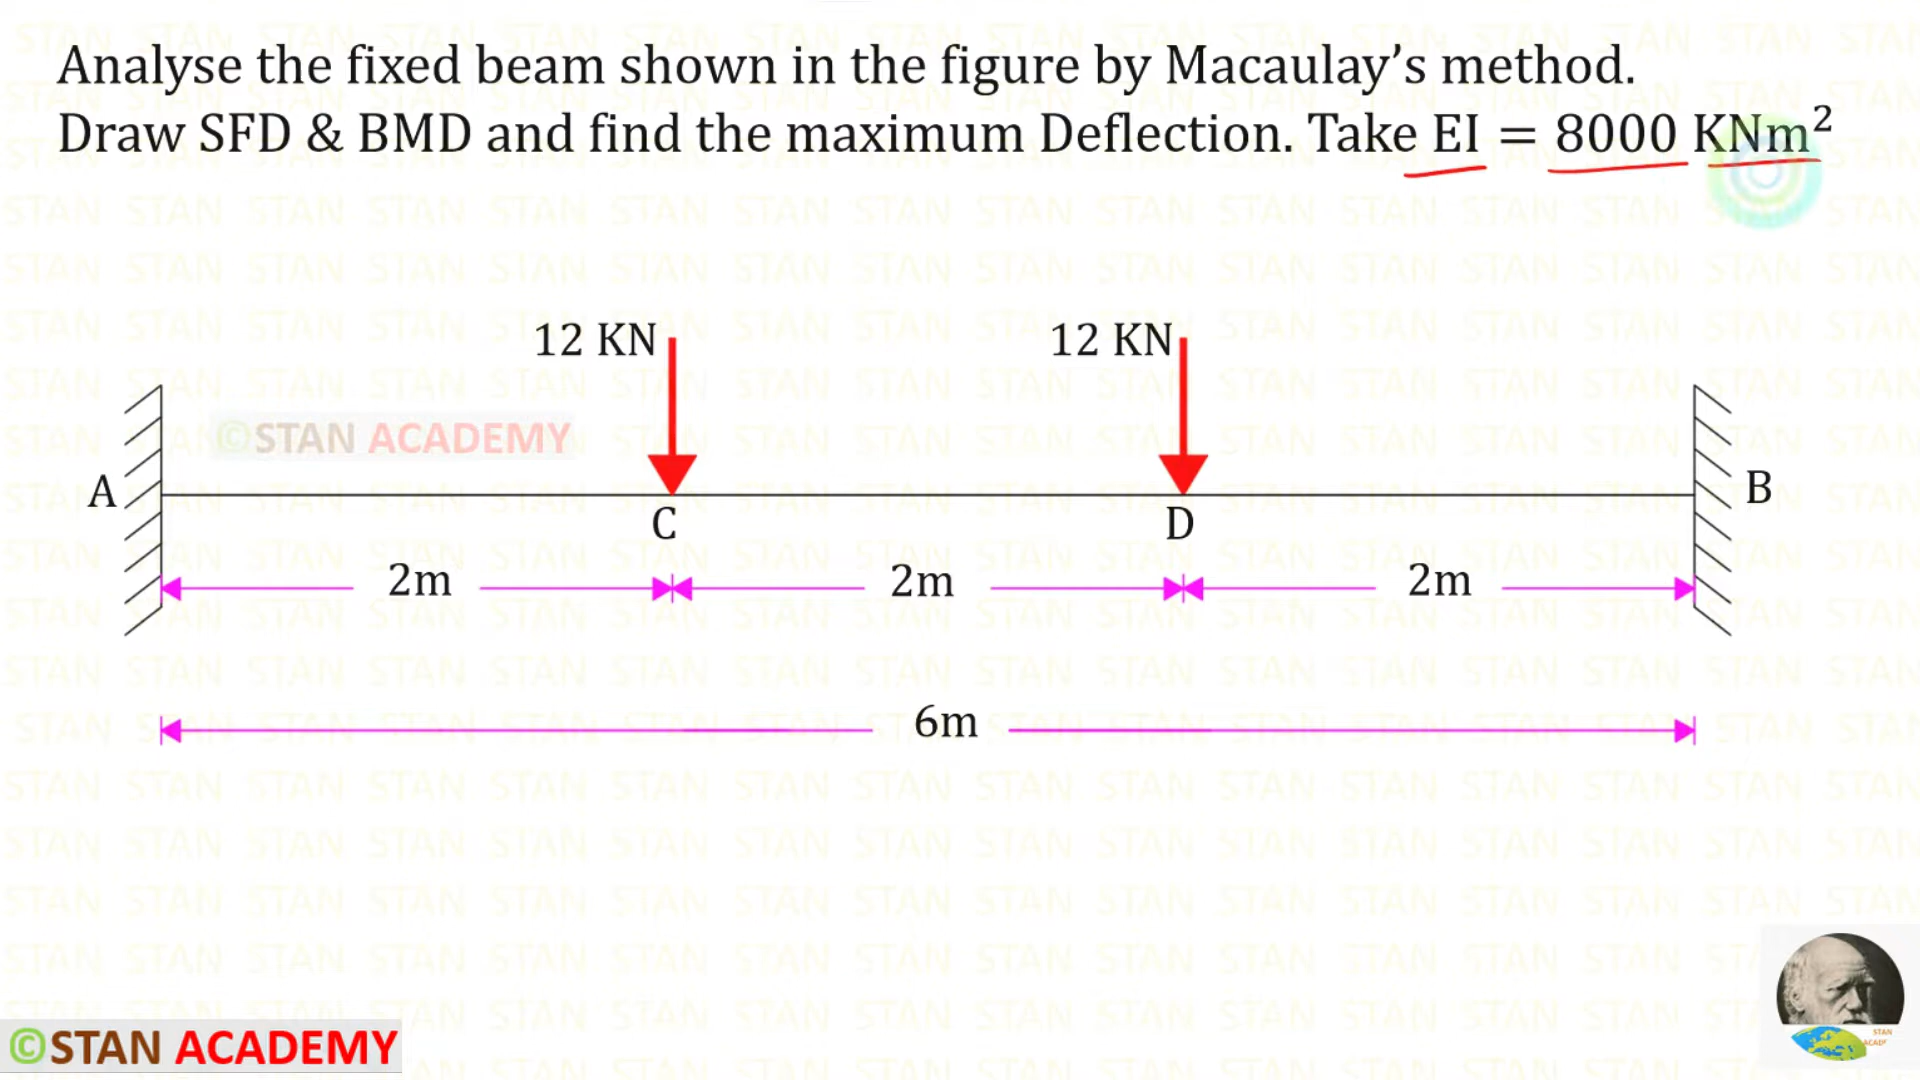 Analyse the fixed beam shown in the figure by Macaulay’s method.
Draw SFD & BMD and find the maximum Deflection. Take EI = 8000 KNm²
12 KN
12 KN
©STAN ACADEMY
A
B
C
D
2m
2m
2m
6m
©STAN ACADEMY
STAN